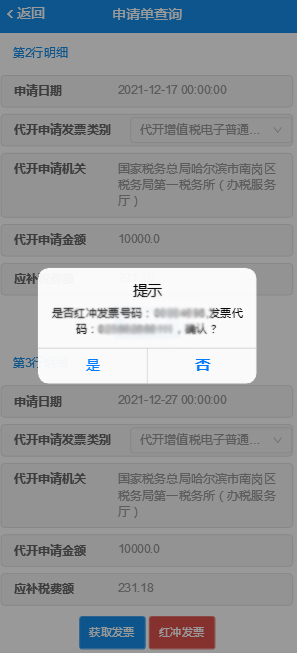 返回
申请单查询
第2行明细
申请日期 2021-12-17 00:00:00
代开申请发票类别 代开增值税电子普通...
代开申请机关 国家税务总局哈尔滨市南岗区
税务局第一税务所（办税服务
厅）
代开申请金额 10000.0
应补
提示
是否红冲发票号码：,发票代
码：，确认？
是 否
第3行
申请日期 2021-12-27 00:00:00
代开申请发票类别 代开增值税电子普通...
代开申请机关 国家税务总局哈尔滨市南岗区
税务局第一税务所（办税服务
厅）
代开申请金额 10000.0
应补税费额 231.18
获取发票 红冲发票